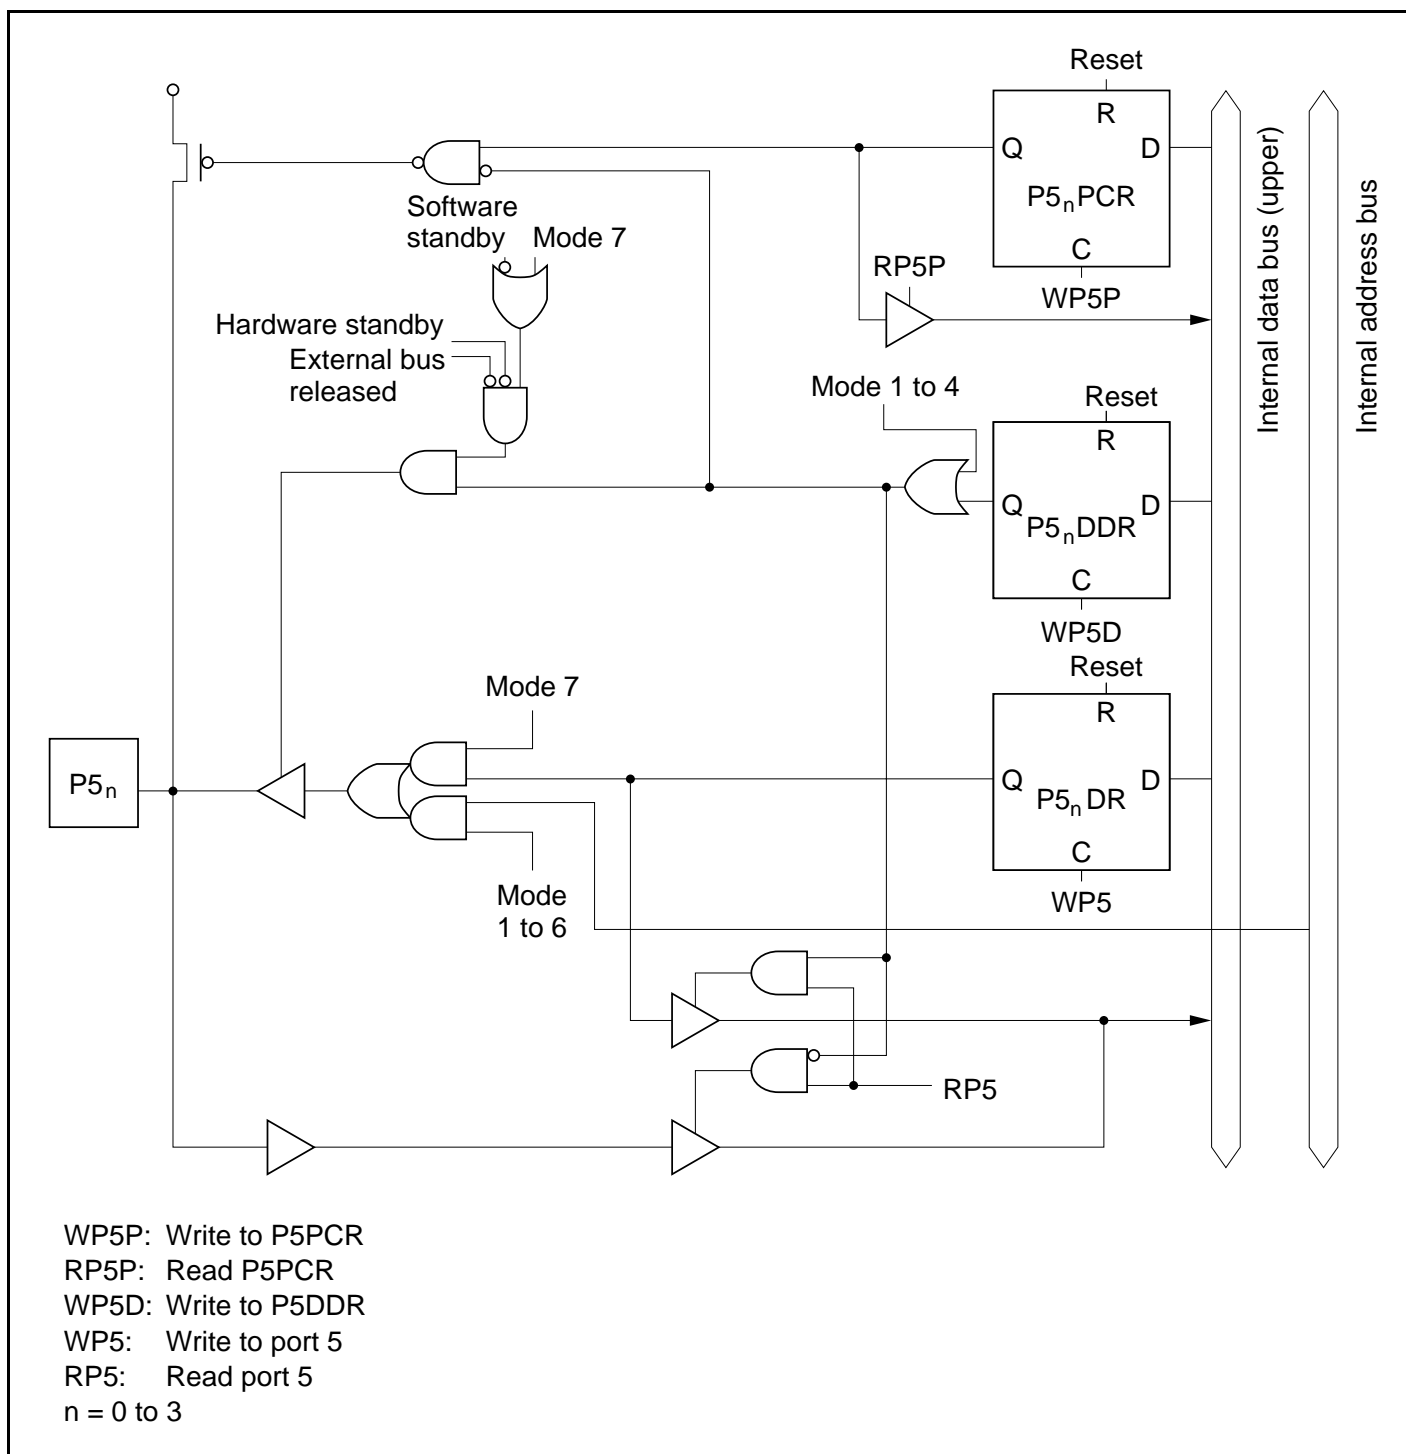 Reset
R
Q
D
P5nPCR
C
WP5P
Internal data bus (upper)
Internal address bus
Software
standby
Mode 7
RP5P
Hardware standby
External bus
released
Mode 1 to 4
Reset
R
Q
D
P5nDDR
C
WP5D
Reset
R
Mode 7
Q
D
P5n
P5nDR
C
WP5
Mode
1 to 6
RP5
WP5P: Write to P5PCR
RP5P: Read P5PCR
WP5D: Write to P5DDR
WP5: Write to port 5
RP5: Read port 5
n = 0 to 3